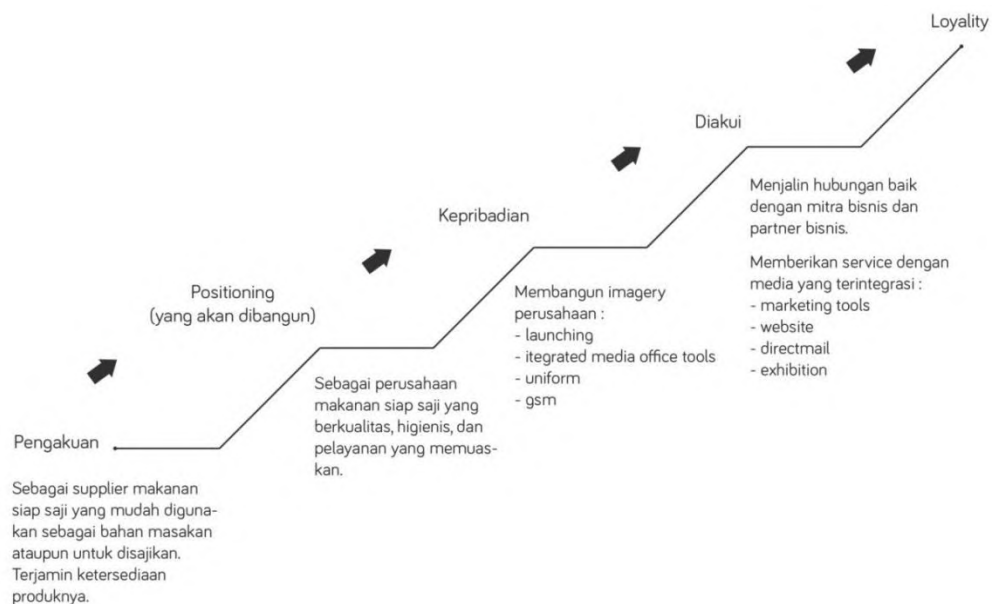 Loyality
Diakui
Menjalin hubungan baik
dengan mitra bisnis dan
partner bisnis.
Memberikan service dengan
media yang terintegrasi :
- marketing tools
- website
- directmail
- exhibition
Kepribadian
Membangun imagery
perusahaan :
- launching
- itegrated media office tools
- uniform
- gsm
Positioning
(yang akan dibangun)
Sebagai perusahaan
makanan siap saji yang
berkualitas, higienis, dan
pelayanan yang memuas-
kan.
Pengakuan
Sebagai supplier makanan
siap saji yang mudah diguna-
kan sebagai bahan masakan
ataupun untuk disajikan.
Terjamin ketersediaan
produknya.